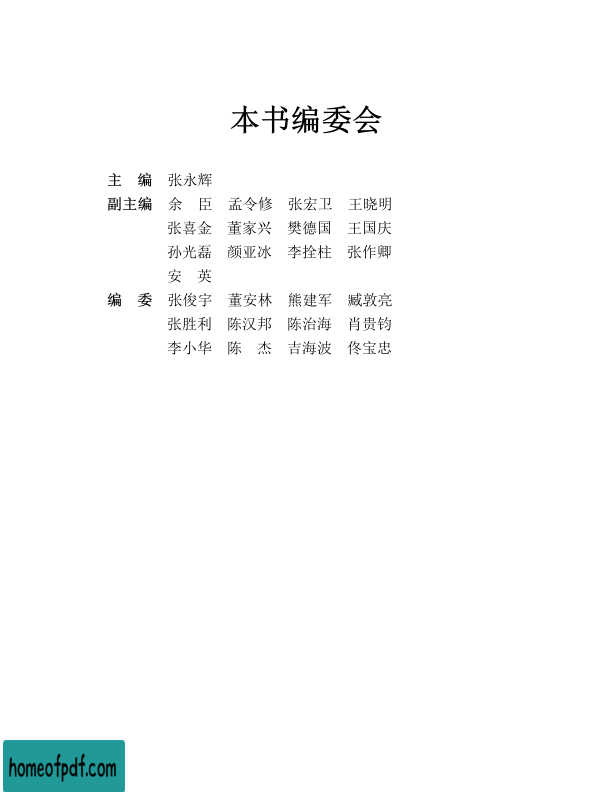 本书编委会
主　编　张永辉
副主编　余　臣　孟令修　张宏卫　王晓明
张喜金　董家兴　樊德国　王国庆
孙光磊　颜亚冰　李拴柱　张作卿
安　英
编　委　张俊宇　董安林　熊建军　臧敦亮
张胜利　陈汉邦　陈治海　肖贵钧
李小华　陈　杰　吉海波　佟宝忠
homeofpdf.com